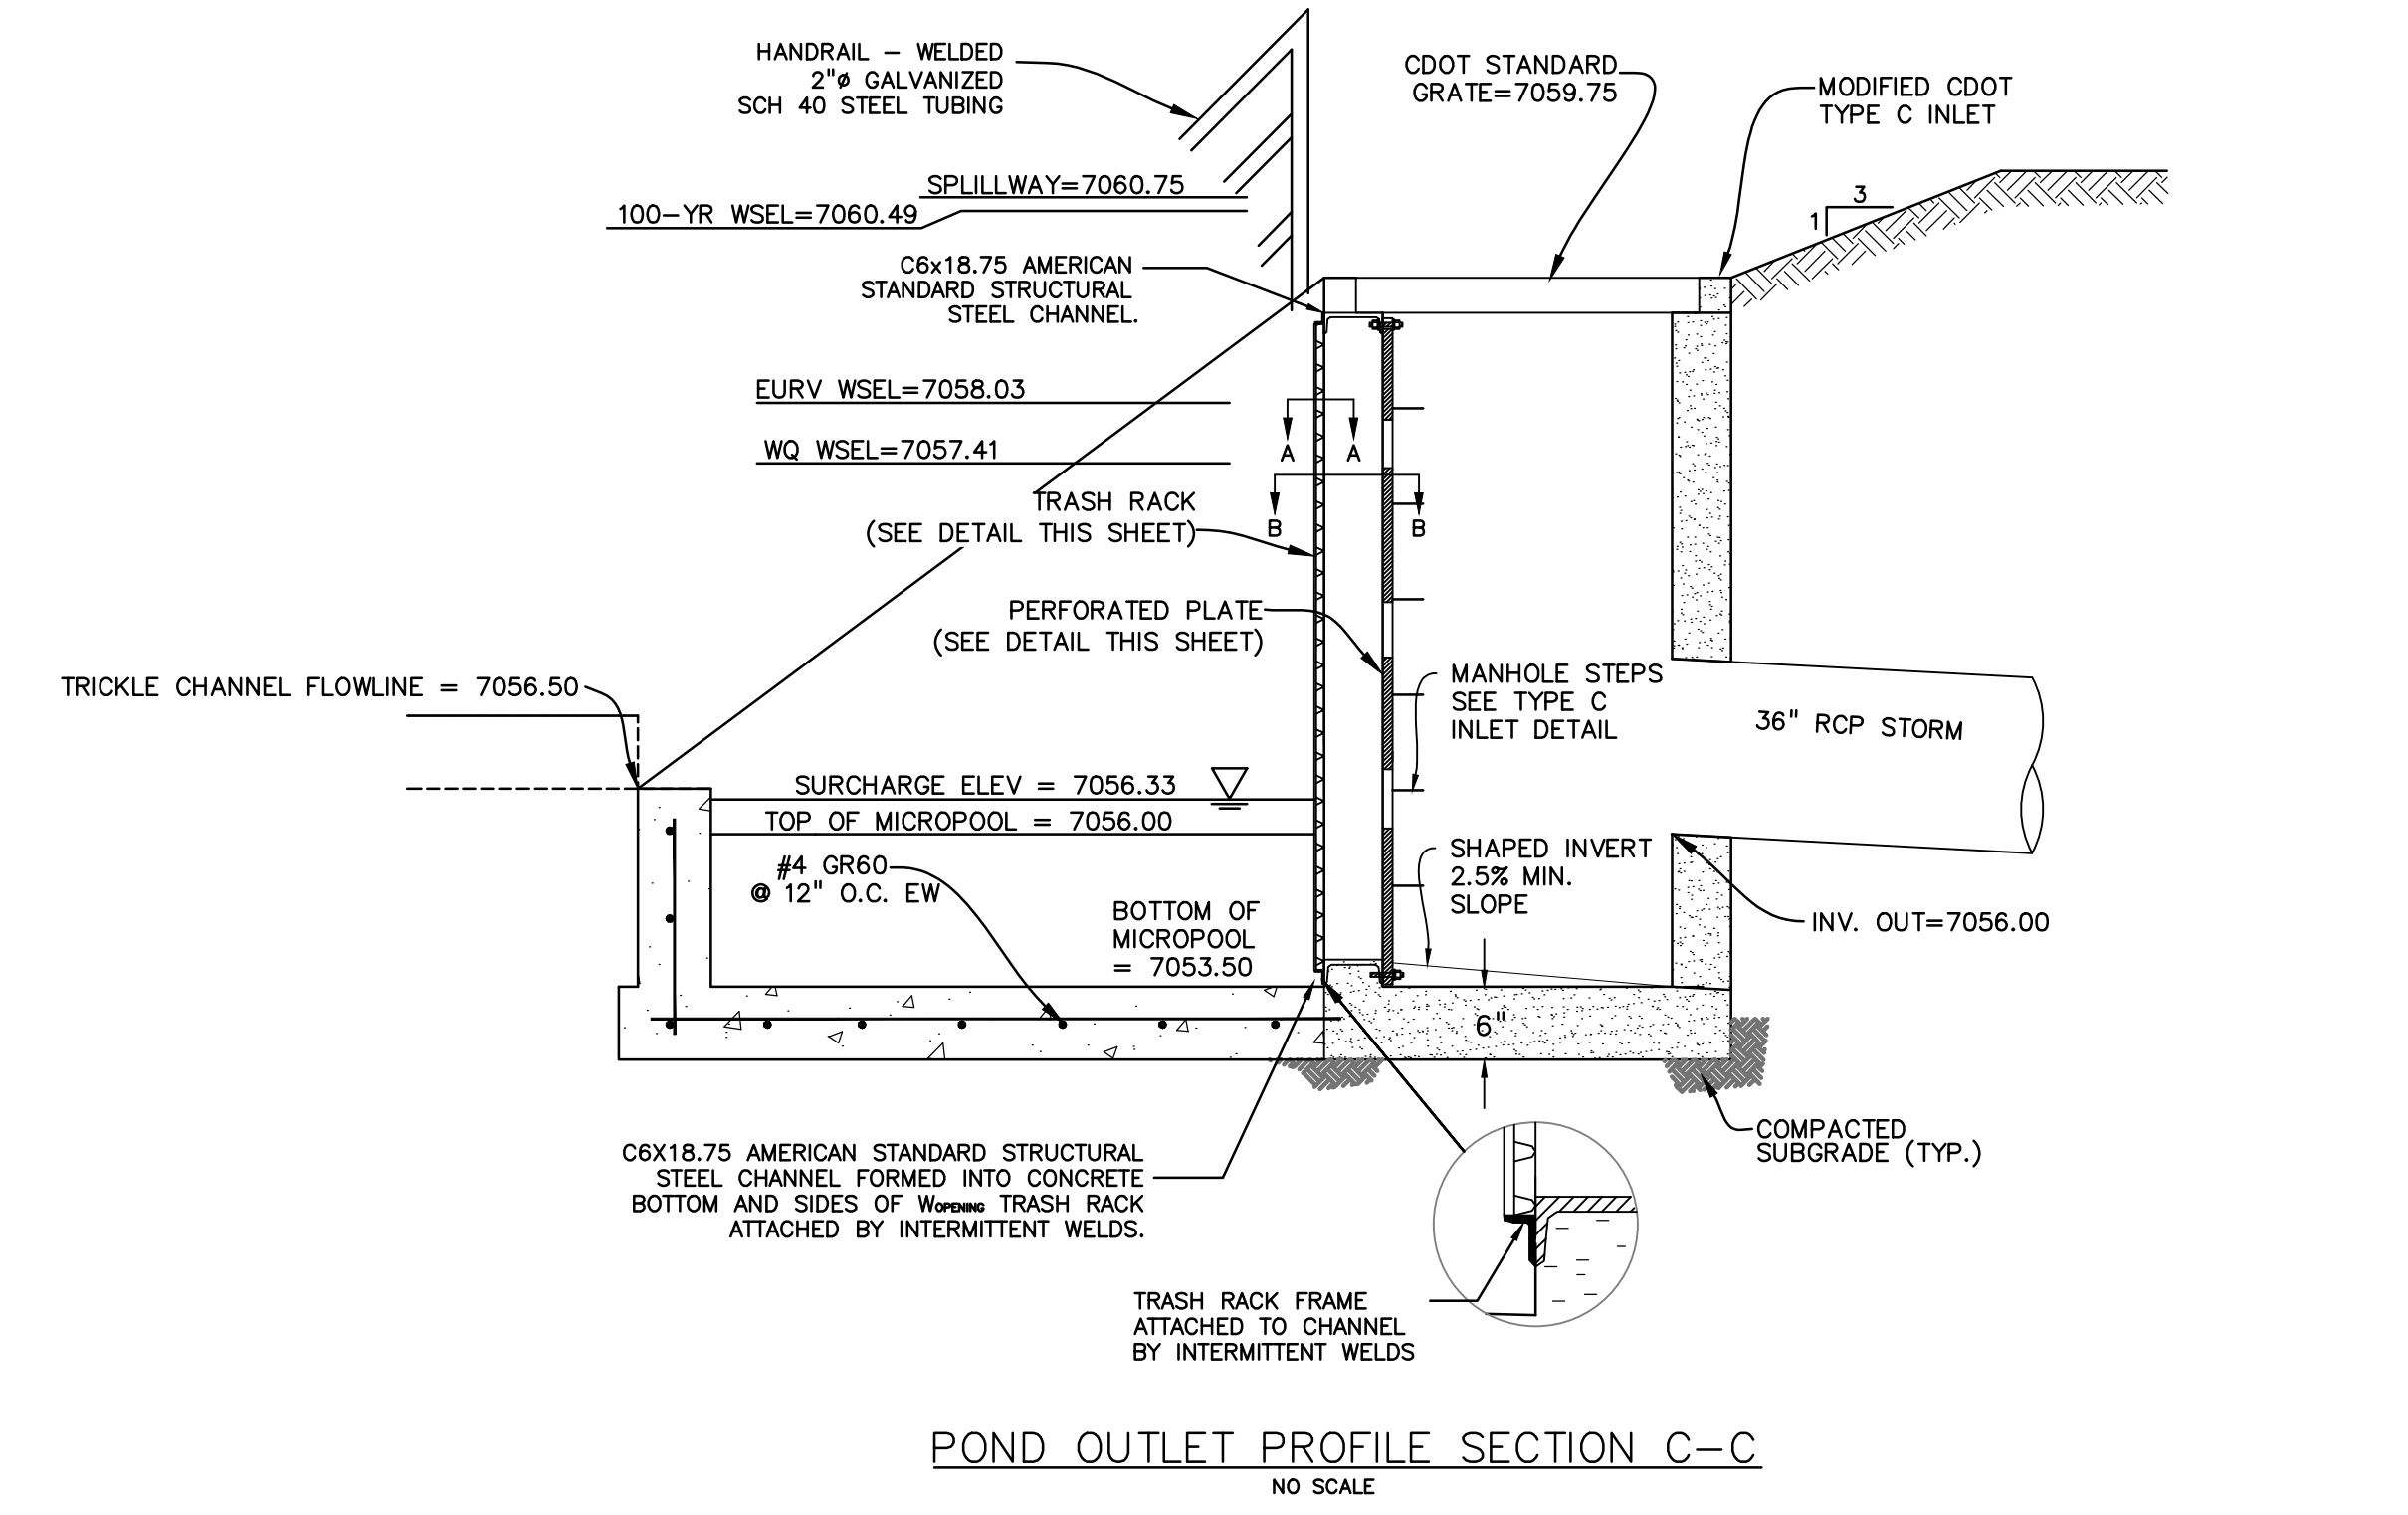 HANDRAIL – WELDED
2"ø GALVANIZED
SCH 40 STEEL TUBING
CDOT STANDARD
GRATE=7059.75
MODIFIED CDOT
TYPE C INLET
SPLILLWAY=7060.75
100-YR WSEL=7060.49
3
1
C6x18.75 AMERICAN
STANDARD STRUCTURAL
STEEL CHANNEL.
EURV WSEL=7058.03
WQ WSEL=7057.41
A A
B B
TRASH RACK
(SEE DETAIL THIS SHEET)
PERFORATED PLATE
(SEE DETAIL THIS SHEET)
TRICKLE CHANNEL FLOWLINE = 7056.50
MANHOLE STEPS
SEE TYPE C
INLET DETAIL
36" RCP STORM
SURCHARGE ELEV = 7056.33
TOP OF MICROPOOL = 7056.00
#4 GR60
@ 12" O.C. EW
BOTTOM OF
MICROPOOL
= 7053.50
SHAPED INVERT
2.5% MIN.
SLOPE
INV. OUT=7056.00
6"
COMPACTED
SUBGRADE (TYP.)
C6X18.75 AMERICAN STANDARD STRUCTURAL
STEEL CHANNEL FORMED INTO CONCRETE
BOTTOM AND SIDES OF WOPENING TRASH RACK
ATTACHED BY INTERMITTENT WELDS.
TRASH RACK FRAME
ATTACHED TO CHANNEL
BY INTERMITTENT WELDS
POND OUTLET PROFILE SECTION C-C
NO SCALE